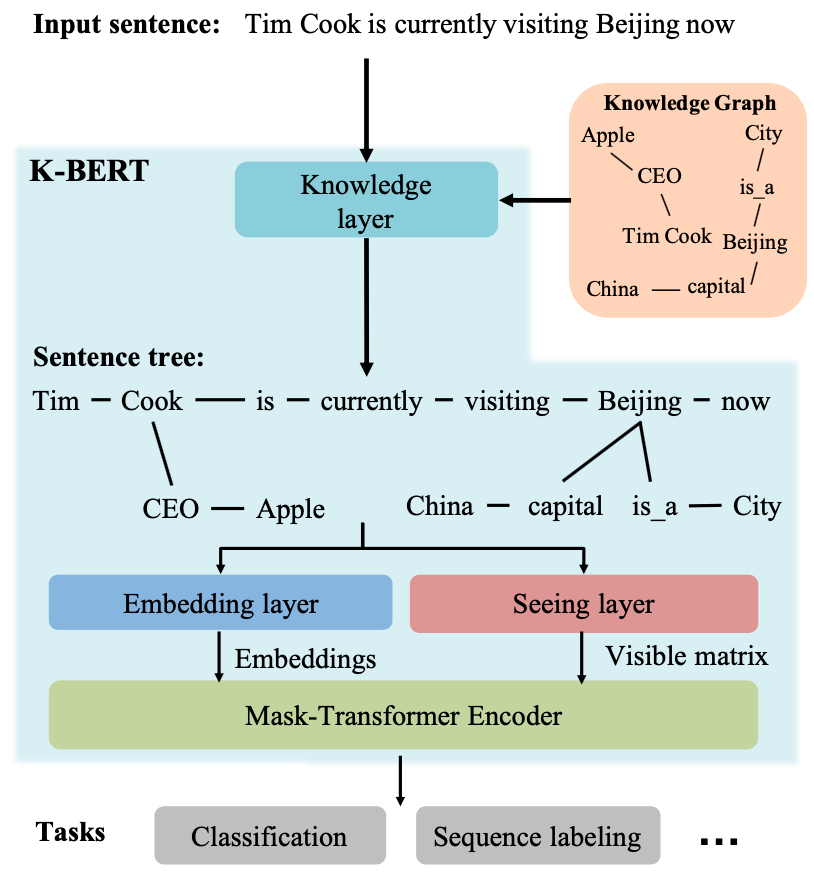 Input sentence: Tim Cook is currently visiting Beijing now
Knowledge Graph
Apple
City
CEO
is_a
Tim Cook
Beijing
China
capital
K-BERT
Knowledge
layer
Sentence tree:
Tim
Cook
is
currently
visiting
Beijing
now
CEO
Apple
China
capital
is_a
City
Embedding layer
Seeing layer
Embeddings
Visible matrix
Mask-Transformer Encoder
Tasks
Classification
Sequence labeling
...